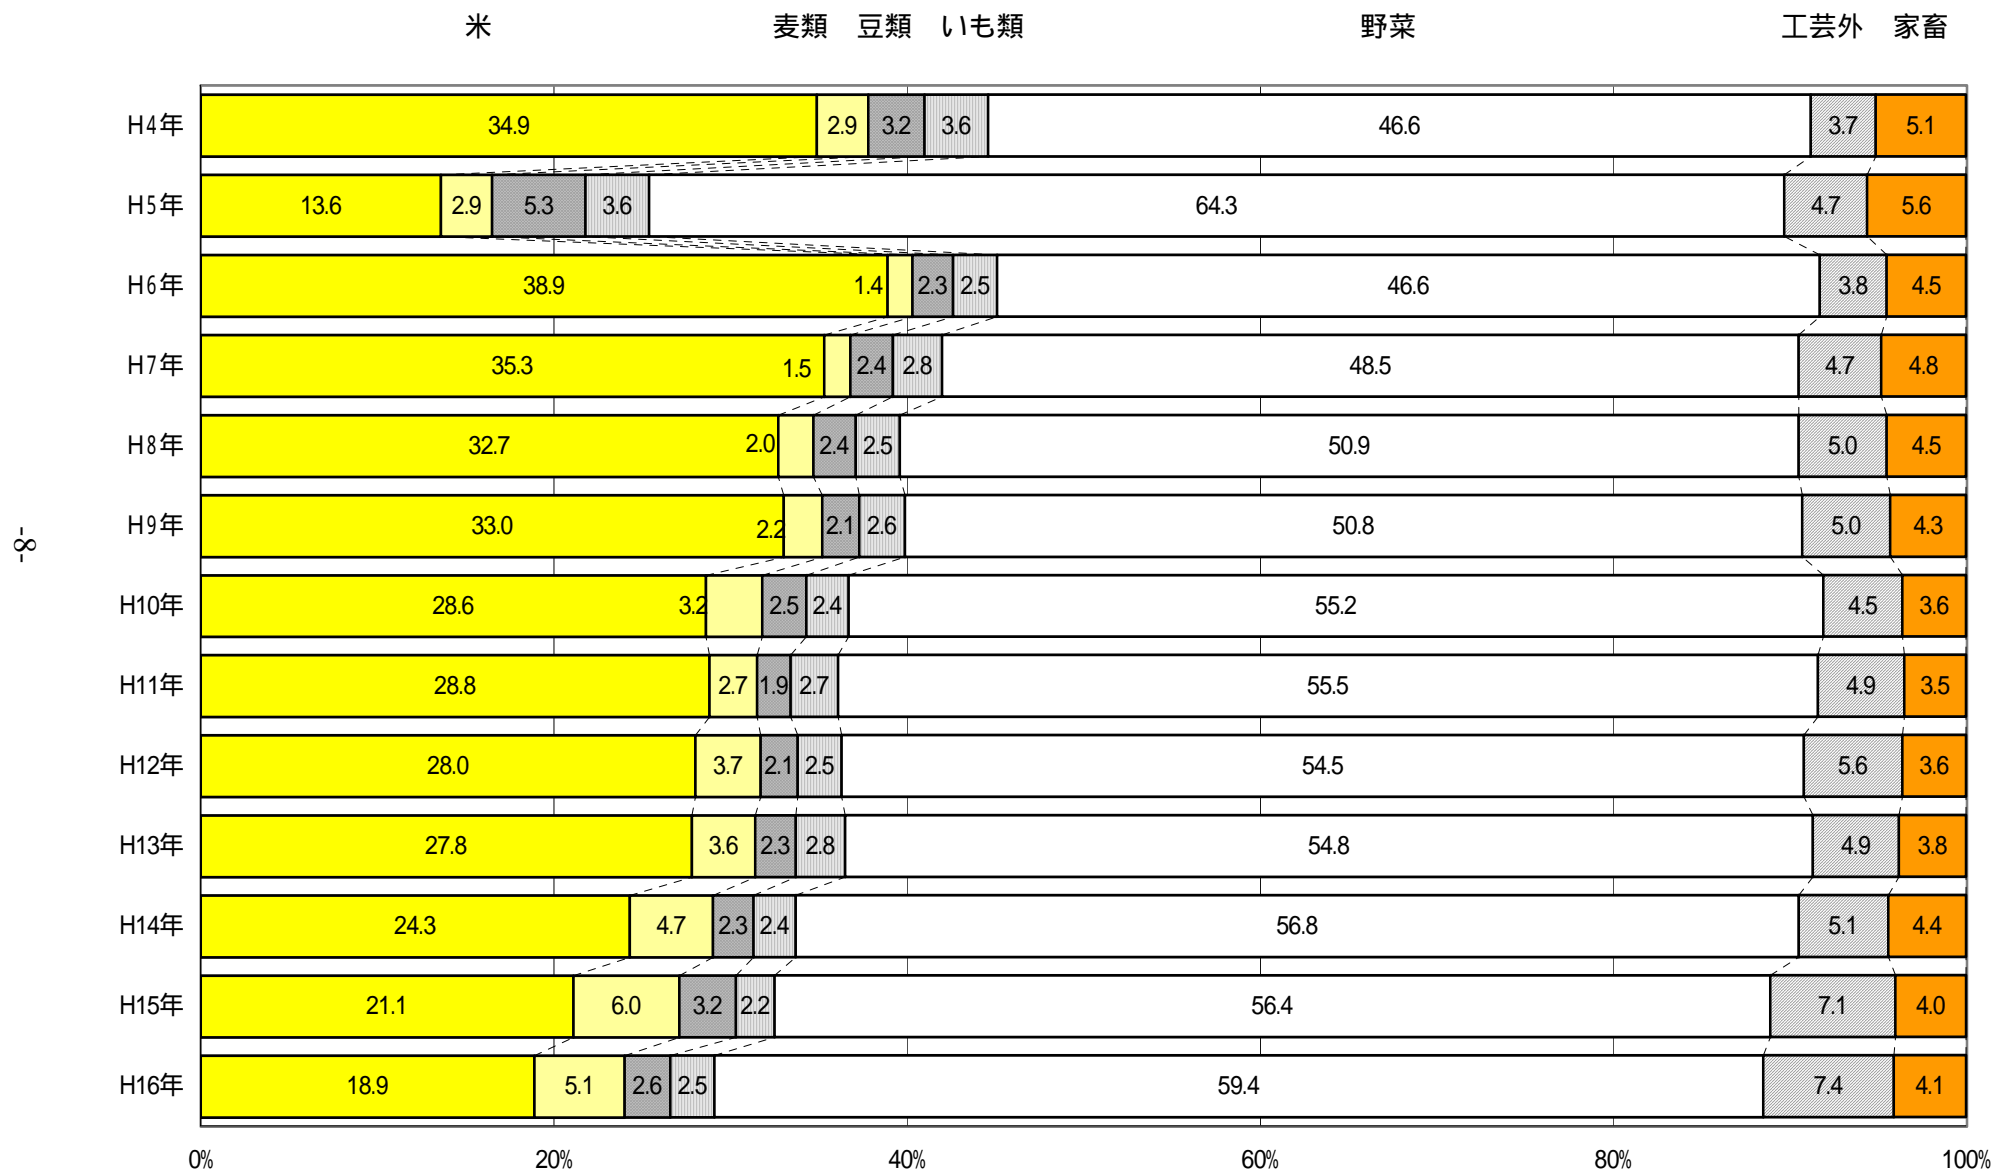 米 麦類 豆類 いも類 野菜 工芸外 家畜
H4年 34.9 2.9 3.2 3.6 46.6 3.7 5.1
H5年 13.6 2.9 5.3 3.6 64.3 4.7 5.6
H6年 38.9 1.4 2.3 2.5 46.6 3.8 4.5
H7年 35.3 1.5 2.4 2.8 48.5 4.7 4.8
H8年 32.7 2.0 2.4 2.5 50.9 5.0 4.5
H9年 33.0 2.2 2.1 2.6 50.8 5.0 4.3
-8-
H10年 28.6 3.2 2.5 2.4 55.2 4.5 3.6
H11年 28.8 2.7 1.9 2.7 55.5 4.9 3.5
H12年 28.0 3.7 2.1 2.5 54.5 5.6 3.6
H13年 27.8 3.6 2.3 2.8 54.8 4.9 3.8
H14年 24.3 4.7 2.3 2.4 56.8 5.1 4.4
H15年 21.1 6.0 3.2 2.2 56.4 7.1 4.0
H16年 18.9 5.1 2.6 2.5 59.4 7.4 4.1
0% 20% 40% 60% 80% 100%